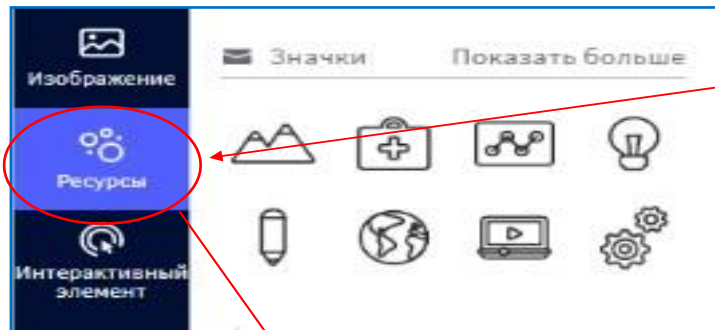 Изображение
Ресурсы
Интерактивный
элемент
Значки Показать больше